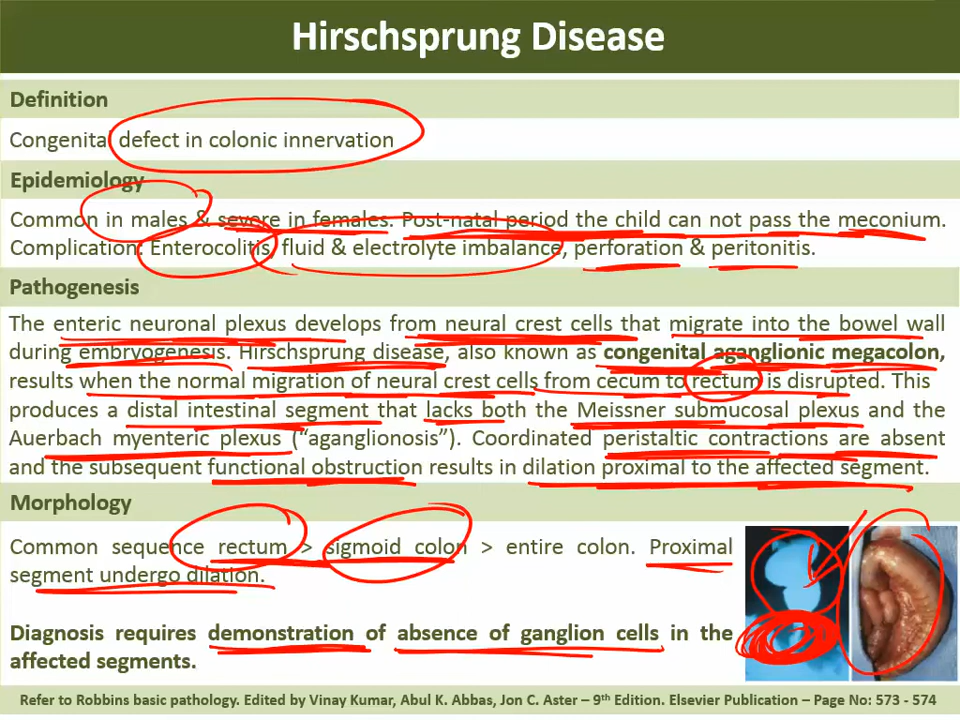 Hirschsprung Disease
Definition
Congenital defect in colonic innervation
Epidemiology
Common in males & severe in females. Post-natal period the child can not pass the meconium.
Complication: Enterocolitis, fluid & electrolyte imbalance, perforation & peritonitis.
Pathogenesis
The enteric neuronal plexus develops from neural crest cells that migrate into the bowel wall
during embryogenesis. Hirschsprung disease, also known as congenital aganglionic megacolon,
results when the normal migration of neural crest cells from cecum to rectum is disrupted. This
produces a distal intestinal segment that lacks both the Meissner submucosal plexus and the
Auerbach myenteric plexus (“aganglionosis”). Coordinated peristaltic contractions are absent
and the subsequent functional obstruction results in dilation proximal to the affected segment.
Morphology
Common sequence rectum > sigmoid colon > entire colon. Proximal
segment undergo dilation.
Diagnosis requires demonstration of absence of ganglion cells in the
affected segments.
Refer to Robbins basic pathology. Edited by Vinay Kumar, Abul K. Abbas, Jon C. Aster – 9th Edition. Elsevier Publication – Page No: 573 - 574